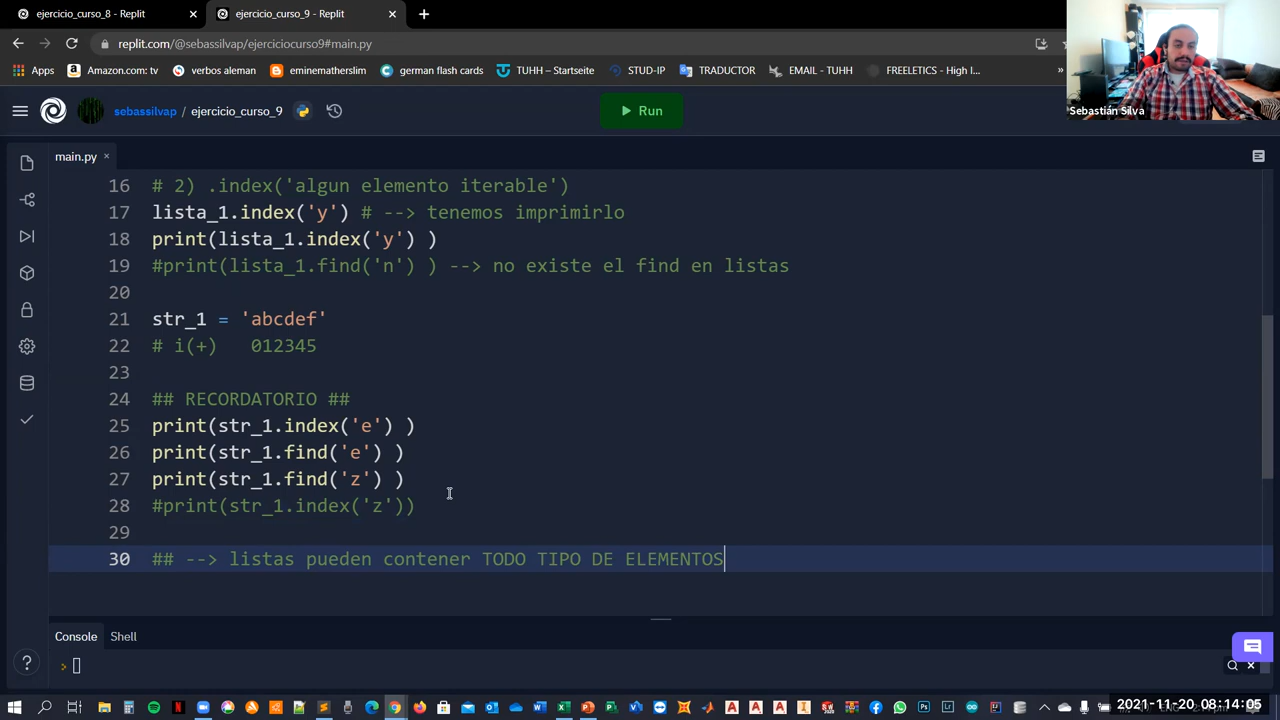 ejercicio_curso_8 - Replit
ejercicio_curso_9 - Replit
replit.com/@sebassilvap/ejerciciocurso9#main.py
Apps
Amazon.com: tv
verbos aleman
eminematherslim
german flash cards
TUHH – Startseite
STUD-IP
TRADUCTOR
EMAIL - TUHH
FREELETICS - High I...
Sebastián Silva
sebassilvap / ejercicio_curso_9
Run
main.py
16 # 2) .index('algun elemento iterable')
17 lista_1.index('y') # --> tenemos imprimirlo
18 print(lista_1.index('y') )
19 #print(lista_1.find('n') ) --> no existe el find en listas
20
21 str_1 = 'abcdef'
22 # i(+)   012345
23
24 ## RECORDATORIO ##
25 print(str_1.index('e') )
26 print(str_1.find('e') )
27 print(str_1.find('z') )
28 #print(str_1.index('z'))
29
30 ## --> listas pueden contener TODO TIPO DE ELEMENTOS
Console Shell
>
2021-11-20 08:14:05